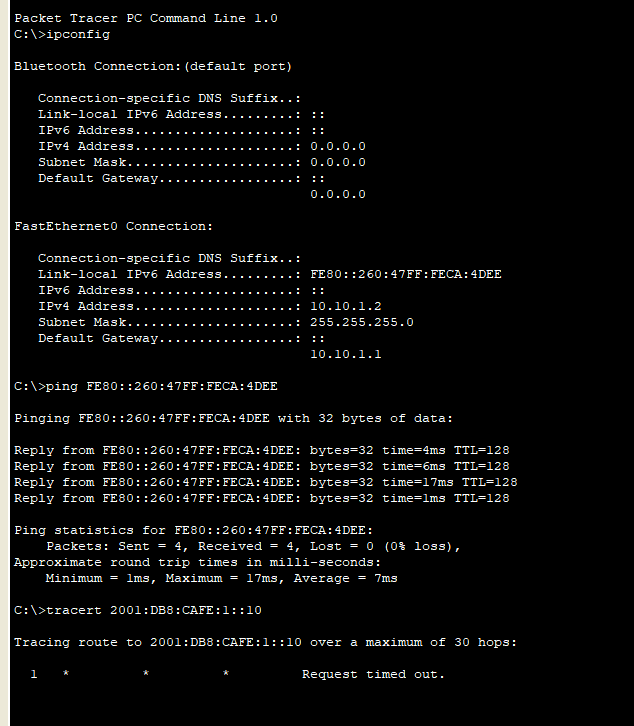 Packet Tracer PC Command Line 1.0
C:\>ipconfig
Bluetooth Connection:(default port)
Connection-specific DNS Suffix..:
Link-local IPv6 Address.........: ::
IPv6 Address....................: ::
IPv4 Address....................: 0.0.0.0
Subnet Mask.....................: 0.0.0.0
Default Gateway.................: ::
0.0.0.0
FastEthernet0 Connection:
Connection-specific DNS Suffix..:
Link-local IPv6 Address.........: FE80::260:47FF:FECA:4DEE
IPv6 Address....................: ::
IPv4 Address....................: 10.10.1.2
Subnet Mask.....................: 255.255.255.0
Default Gateway.................: ::
10.10.1.1
C:\>ping FE80::260:47FF:FECA:4DEE
Pinging FE80::260:47FF:FECA:4DEE with 32 bytes of data:
Reply from FE80::260:47FF:FECA:4DEE: bytes=32 time=4ms TTL=128
Reply from FE80::260:47FF:FECA:4DEE: bytes=32 time=6ms TTL=128
Reply from FE80::260:47FF:FECA:4DEE: bytes=32 time=17ms TTL=128
Reply from FE80::260:47FF:FECA:4DEE: bytes=32 time=1ms TTL=128
Ping statistics for FE80::260:47FF:FECA:4DEE:
Packets: Sent = 4, Received = 4, Lost = 0 (0% loss),
Approximate round trip times in milli-seconds:
Minimum = 1ms, Maximum = 17ms, Average = 7ms
C:\>tracert 2001:DB8:CAFE:1::10
Tracing route to 2001:DB8:CAFE:1::10 over a maximum of 30 hops:
1 * * * Request timed out.